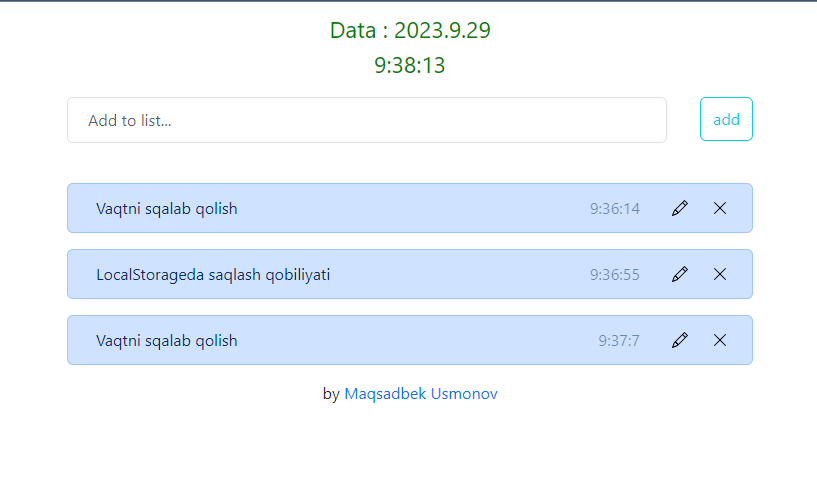 Data : 2023.9.29
9:38:13
Add to list... add
Vaqtni sqalab qolish 9:36:14
LocalStorageda saqlash qobiliyati 9:36:55
Vaqtni sqalab qolish 9:37:7
by Maqsadbek Usmonov